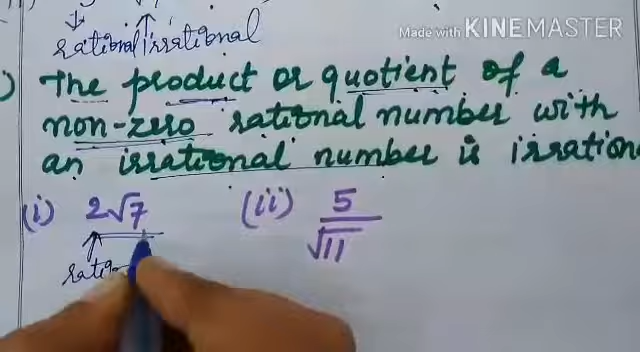 Made with KINEMASTER
rational irrational
) The product or quotient of a
non-zero rational number with
an irrational number is irration
(i) 2√7 (ii) 5/√11